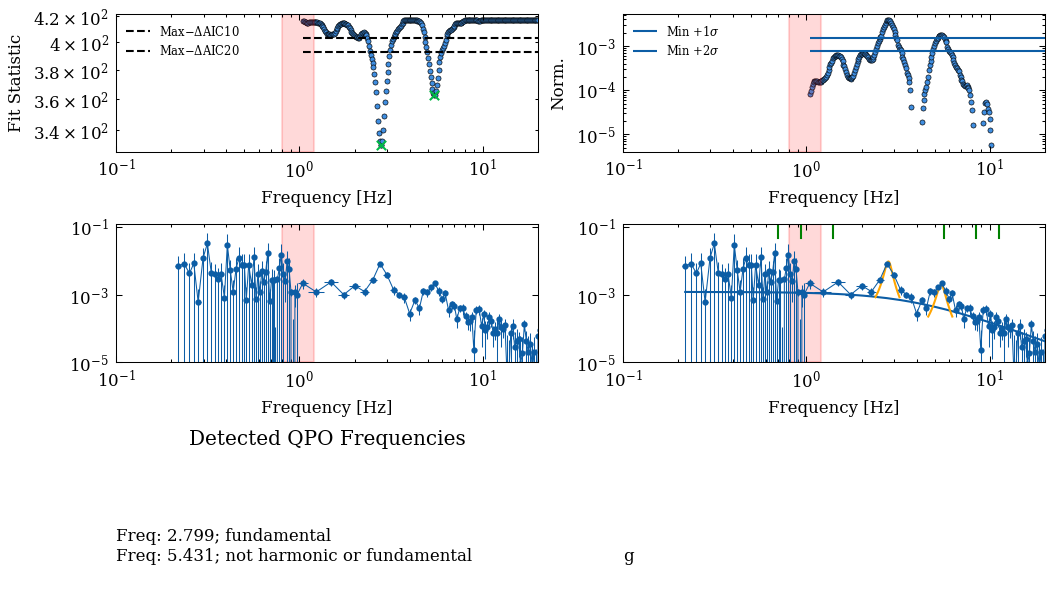 4.2 × 10²
4 × 10²
3.8 × 10²
3.6 × 10²
3.4 × 10²
Fit Statistic
Max−ΔAIC10
Max−ΔAIC20
10⁻¹ 10⁰ 10¹
Frequency [Hz]
10⁻³
10⁻⁴
10⁻⁵
Norm.
Min +1σ
Min +2σ
10⁻¹ 10⁰ 10¹
Frequency [Hz]
10⁻¹
10⁻³
10⁻⁵
10⁻¹ 10⁰ 10¹
Frequency [Hz]
10⁻¹
10⁻³
10⁻⁵
10⁻¹ 10⁰ 10¹
Frequency [Hz]
Detected QPO Frequencies
Freq: 2.799; fundamental
Freq: 5.431; not harmonic or fundamental
g